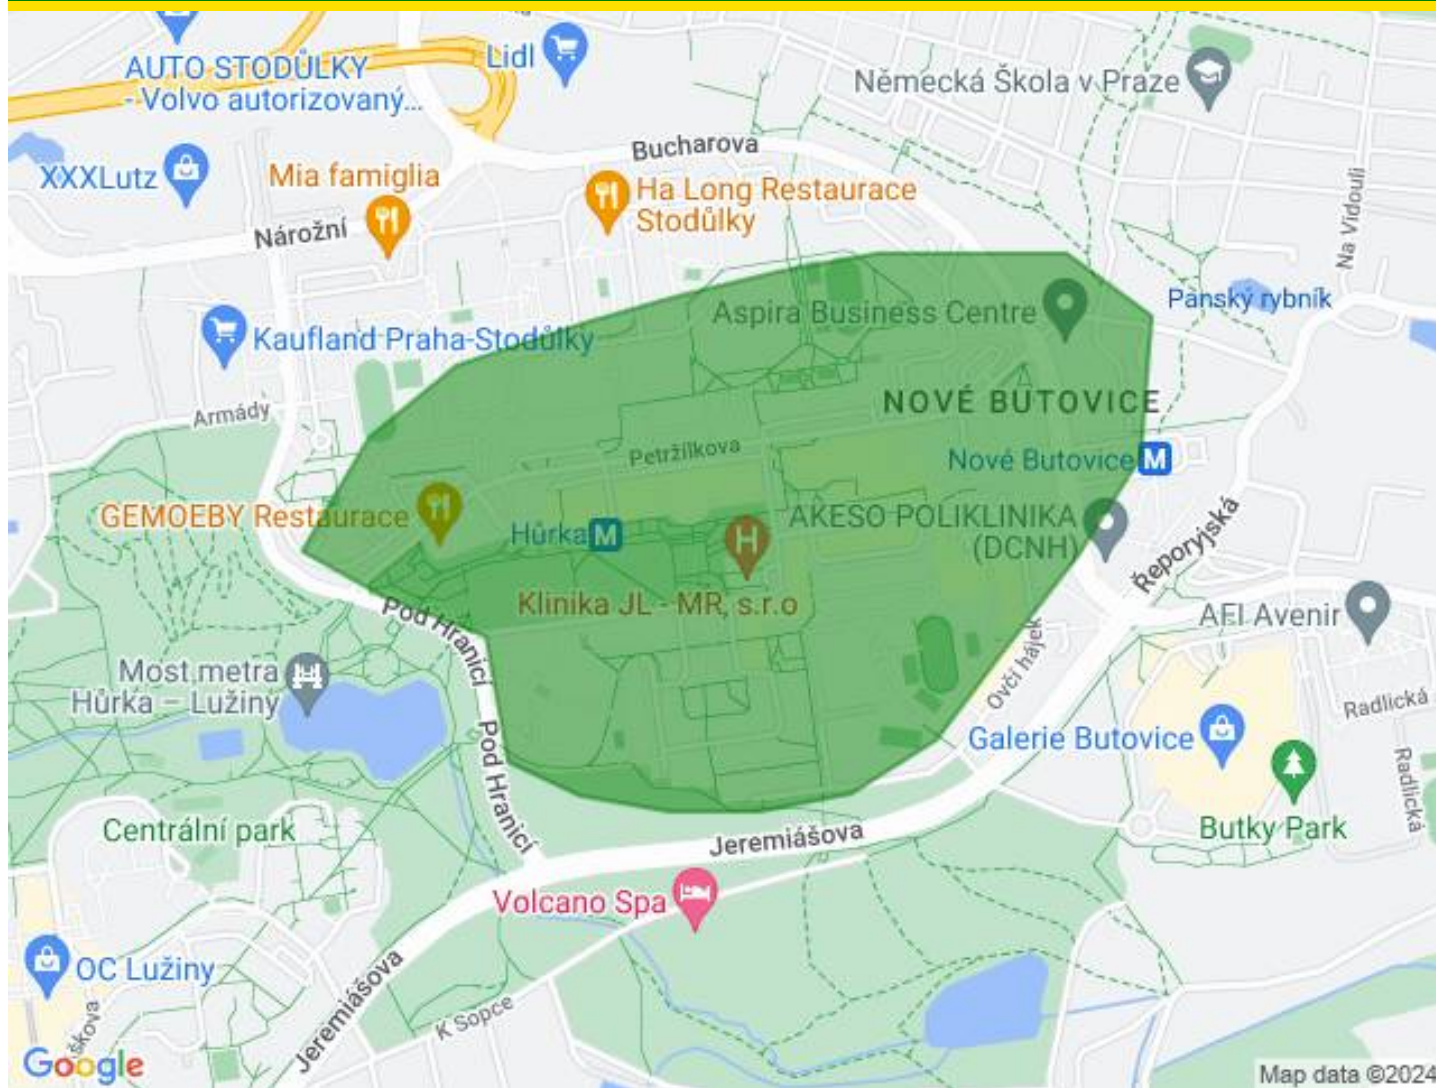 AUTO STODŮLKY
- Volvo autorizovaný...
Lidl
Německá Škola v Praze
XXXLutz
Mia famiglia
Bucharova
Ha Long Restaurace
Stodůlky
Nárožní
Na Vidouli
Kaufland Praha-Stodůlky
Aspira Business Centre
Panský rybník
Armády
NOVÉ BUTOVICE
Petržílkova
Nové Butovice M
GEMOEBY Restaurace
Hůrka M
H
AKESO POLIKLINIKA
(DCNH)
Řeporyjská
Klinika JL - MR, s.r.o
Pod Hranicí
AFI Avenir
Most metra
Hůrka – Lužiny
Ovčí hájek
Radlická
Pod Hranicí
Galerie Butovice
Radlická
Centrální park
Jeremiášova
Butky Park
Volcano Spa
OC Lužiny
Jeremiášova
K Sopce
škova
Google
Map data ©2024